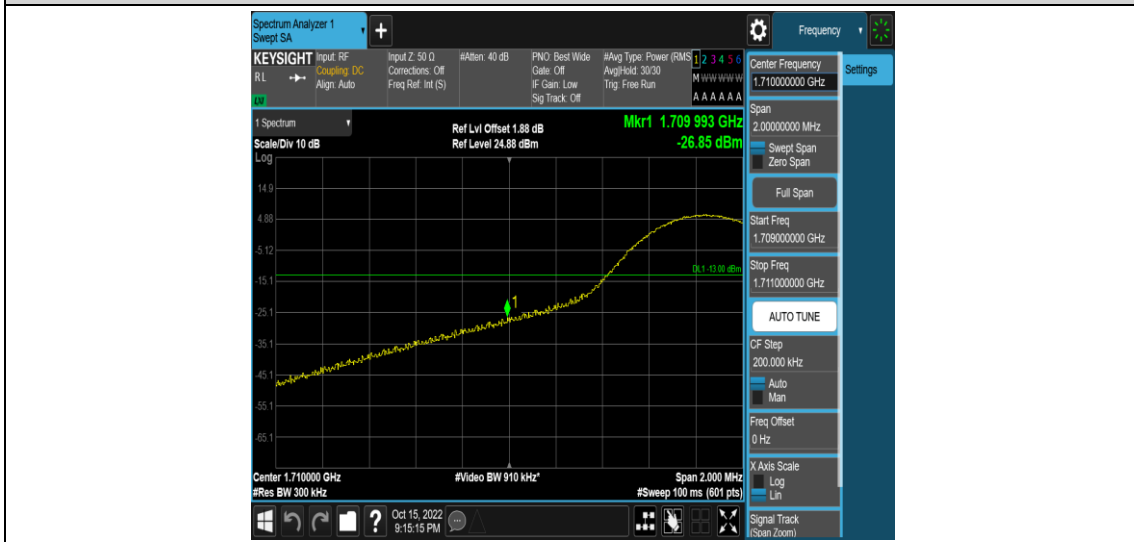 Spectrum Analyzer 1
Swept SA
Frequency
KEYSIGHT
RL
LXI
Input: RF
Coupling: DC
Align: Auto
Input Z: 50 Ω
Corrections: Off
Freq Ref: Int (S)
#Atten: 40 dB
PNO: Best Wide
Gate: Off
IF Gain: Low
Sig Track: Off
#Avg Type: Power (RMS
Avg|Hold: 30/30
Trig: Free Run
1 2 3 4 5 6
M W W W W W
A A A A A A
1 Spectrum
Scale/Div 10 dB
Log
Ref Lvl Offset 1.88 dB
Ref Level 24.88 dBm
Mkr1 1.709 993 GHz
-26.85 dBm
14.9
4.88
-5.12
-15.1
-25.1
-35.1
-45.1
-55.1
-65.1
DL1 -13.00 dBm
1
Center 1.710000 GHz
#Res BW 300 kHz
#Video BW 910 kHz*
Span 2.000 MHz
#Sweep 100 ms (601 pts)
Center Frequency
1.710000000 GHz
Settings
Span
2.00000000 MHz
Swept Span
Zero Span
Full Span
Start Freq
1.709000000 GHz
Stop Freq
1.711000000 GHz
AUTO TUNE
CF Step
200.000 kHz
Auto
Man
Freq Offset
0 Hz
X Axis Scale
Log
Lin
Signal Track
(Span Zoom)
?
Oct 15, 2022
9:15:15 PM